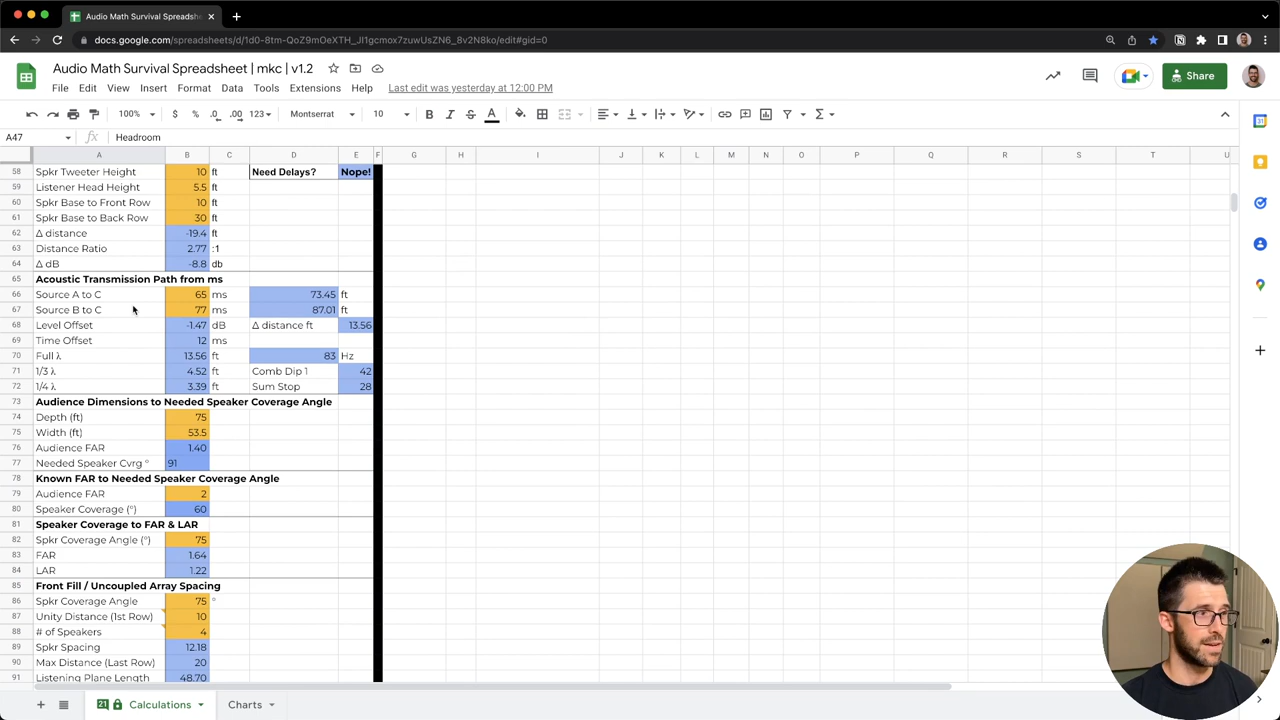 Audio Math Survival Spreadshe
docs.google.com/spreadsheets/d/1d0-8tm-QoZ9mOeXTH_JI1gcmox7zuwUsZN6_8v2N8ko/edit#gid=0
Audio Math Survival Spreadsheet | mkc | v1.2
Share
File Edit View Insert Format Data Tools Extensions Help Last edit was yesterday at 12:00 PM
100% $ % .0 .00 123 Montserrat 10 B I S A
A47 fx Headroom
A B C D E F G H I J K L M N O P Q R S T U
58 Spkr Tweeter Height 10 ft Need Delays? Nope!
59 Listener Head Height 5.5 ft
60 Spkr Base to Front Row 10 ft
61 Spkr Base to Back Row 30 ft
62 Δ distance -19.4 ft
63 Distance Ratio 2.77 :1
64 Δ dB -8.8 db
65 Acoustic Transmission Path from ms
66 Source A to C 65 ms 73.45 ft
67 Source B to C 77 ms 87.01 ft
68 Level Offset -1.47 dB Δ distance ft 13.56
69 Time Offset 12 ms
70 Full λ 13.56 ft 83 Hz
71 1/3 λ 4.52 ft Comb Dip 1 42
72 1/4 λ 3.39 ft Sum Stop 28
73 Audience Dimensions to Needed Speaker Coverage Angle
74 Depth (ft) 75
75 Width (ft) 53.5
76 Audience FAR 1.40
77 Needed Speaker Cvrg ° 91
78 Known FAR to Needed Speaker Coverage Angle
79 Audience FAR 2
80 Speaker Coverage (°) 60
81 Speaker Coverage to FAR & LAR
82 Spkr Coverage Angle (°) 75
83 FAR 1.64
84 LAR 1.22
85 Front Fill / Uncoupled Array Spacing
86 Spkr Coverage Angle 75 °
87 Unity Distance (1st Row) 10
88 # of Speakers 4
89 Spkr Spacing 12.18
90 Max Distance (Last Row) 20
91 Listening Plane Length 48.70
21 Calculations Charts